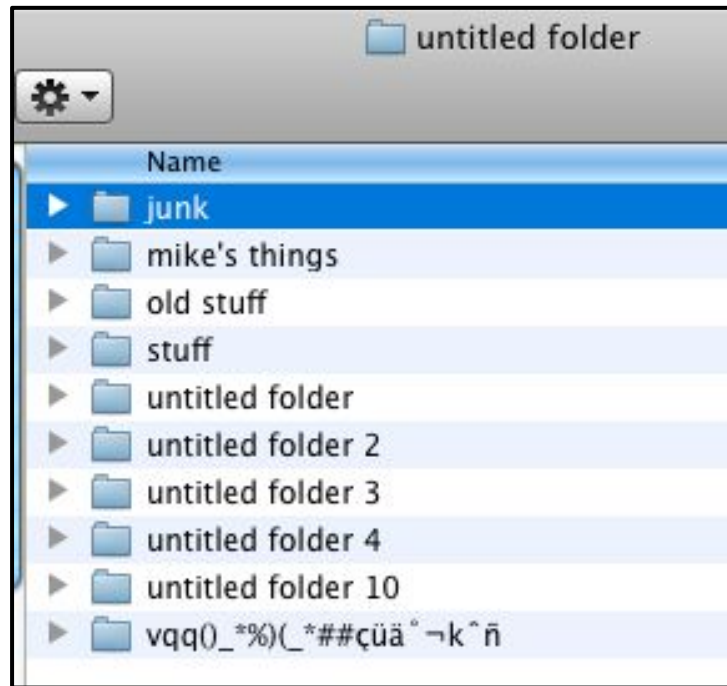 untitled folder
Name
junk
mike's things
old stuff
stuff
untitled folder
untitled folder 2
untitled folder 3
untitled folder 4
untitled folder 10
vqq()_*%)(_*##çüä˚¬kˆñ